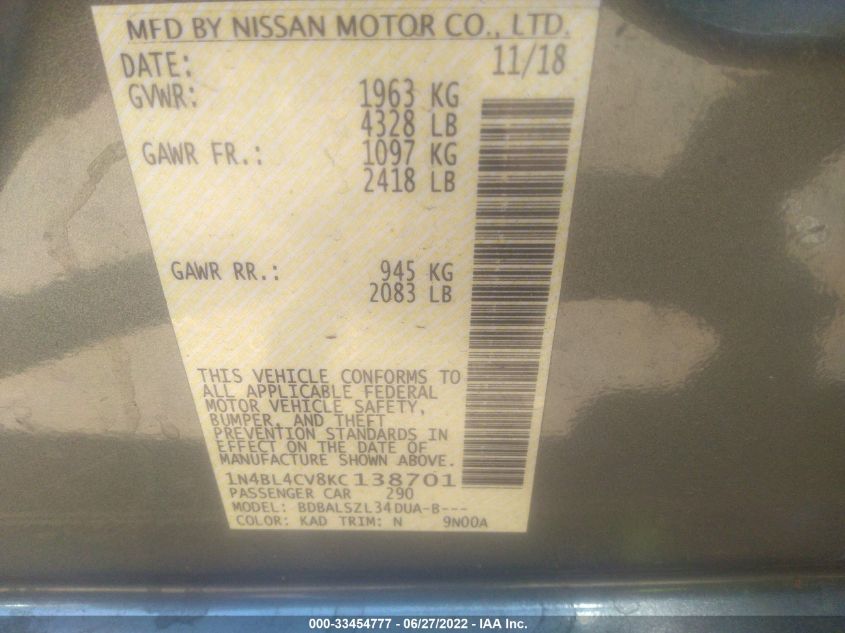 MFD BY NISSAN MOTOR CO., LTD.
DATE: 11/18
GVWR: 1963 KG
4328 LB
GAWR FR.: 1097 KG
2418 LB
GAWR RR.: 945 KG
2083 LB
THIS VEHICLE CONFORMS TO
ALL APPLICABLE FEDERAL
MOTOR VEHICLE SAFETY,
BUMPER, AND THEFT
PREVENTION STANDARDS IN
EFFECT ON THE DATE OF
MANUFACTURE SHOWN ABOVE.
1N4BL4CV8KC138701
PASSENGER CAR 290
MODEL: BDBALSZL34DUA-B---
COLOR: KAD TRIM: N 9N00A
000-33454777 - 06/27/2022 - IAA Inc.